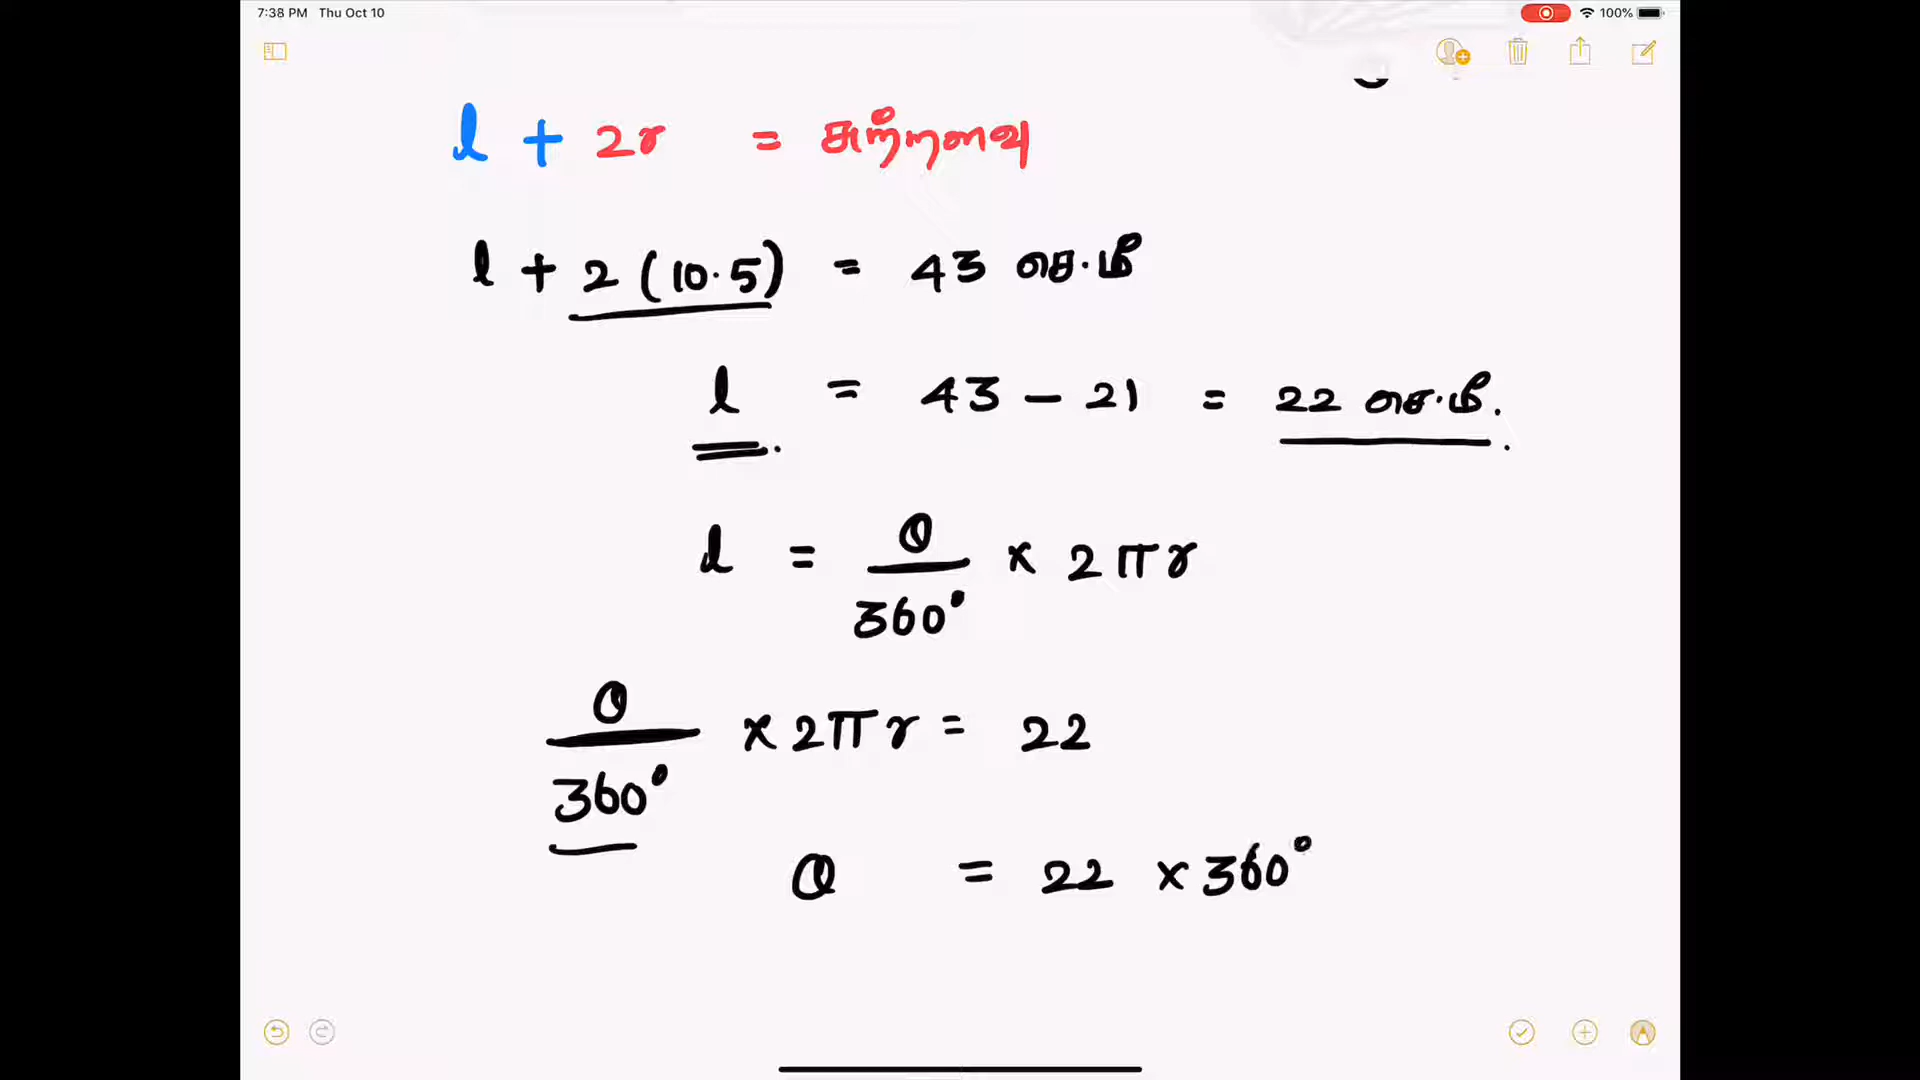 7:38 PM Thu Oct 10 100%
l + 2r = சுற்றளவு
l + 2 (10.5) = 43 செ.மீ
l = 43 - 21 = 22 செ.மீ.
l = θ/360° × 2πr
θ/360° × 2πr = 22
θ = 22 × 360°